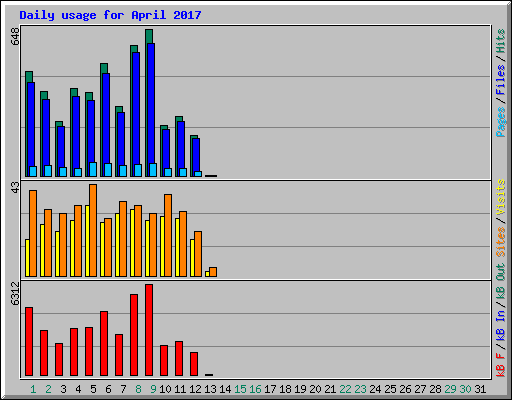 Daily usage for April 2017
648
Pages/Files/Hits
43
Sites/Visits
6312
kB F/kB In/kB Out
1 2 3 4 5 6 7 8 9 10 11 12 13 14 15 16 17 18 19 20 21 22 23 24 25 26 27 28 29 30 31